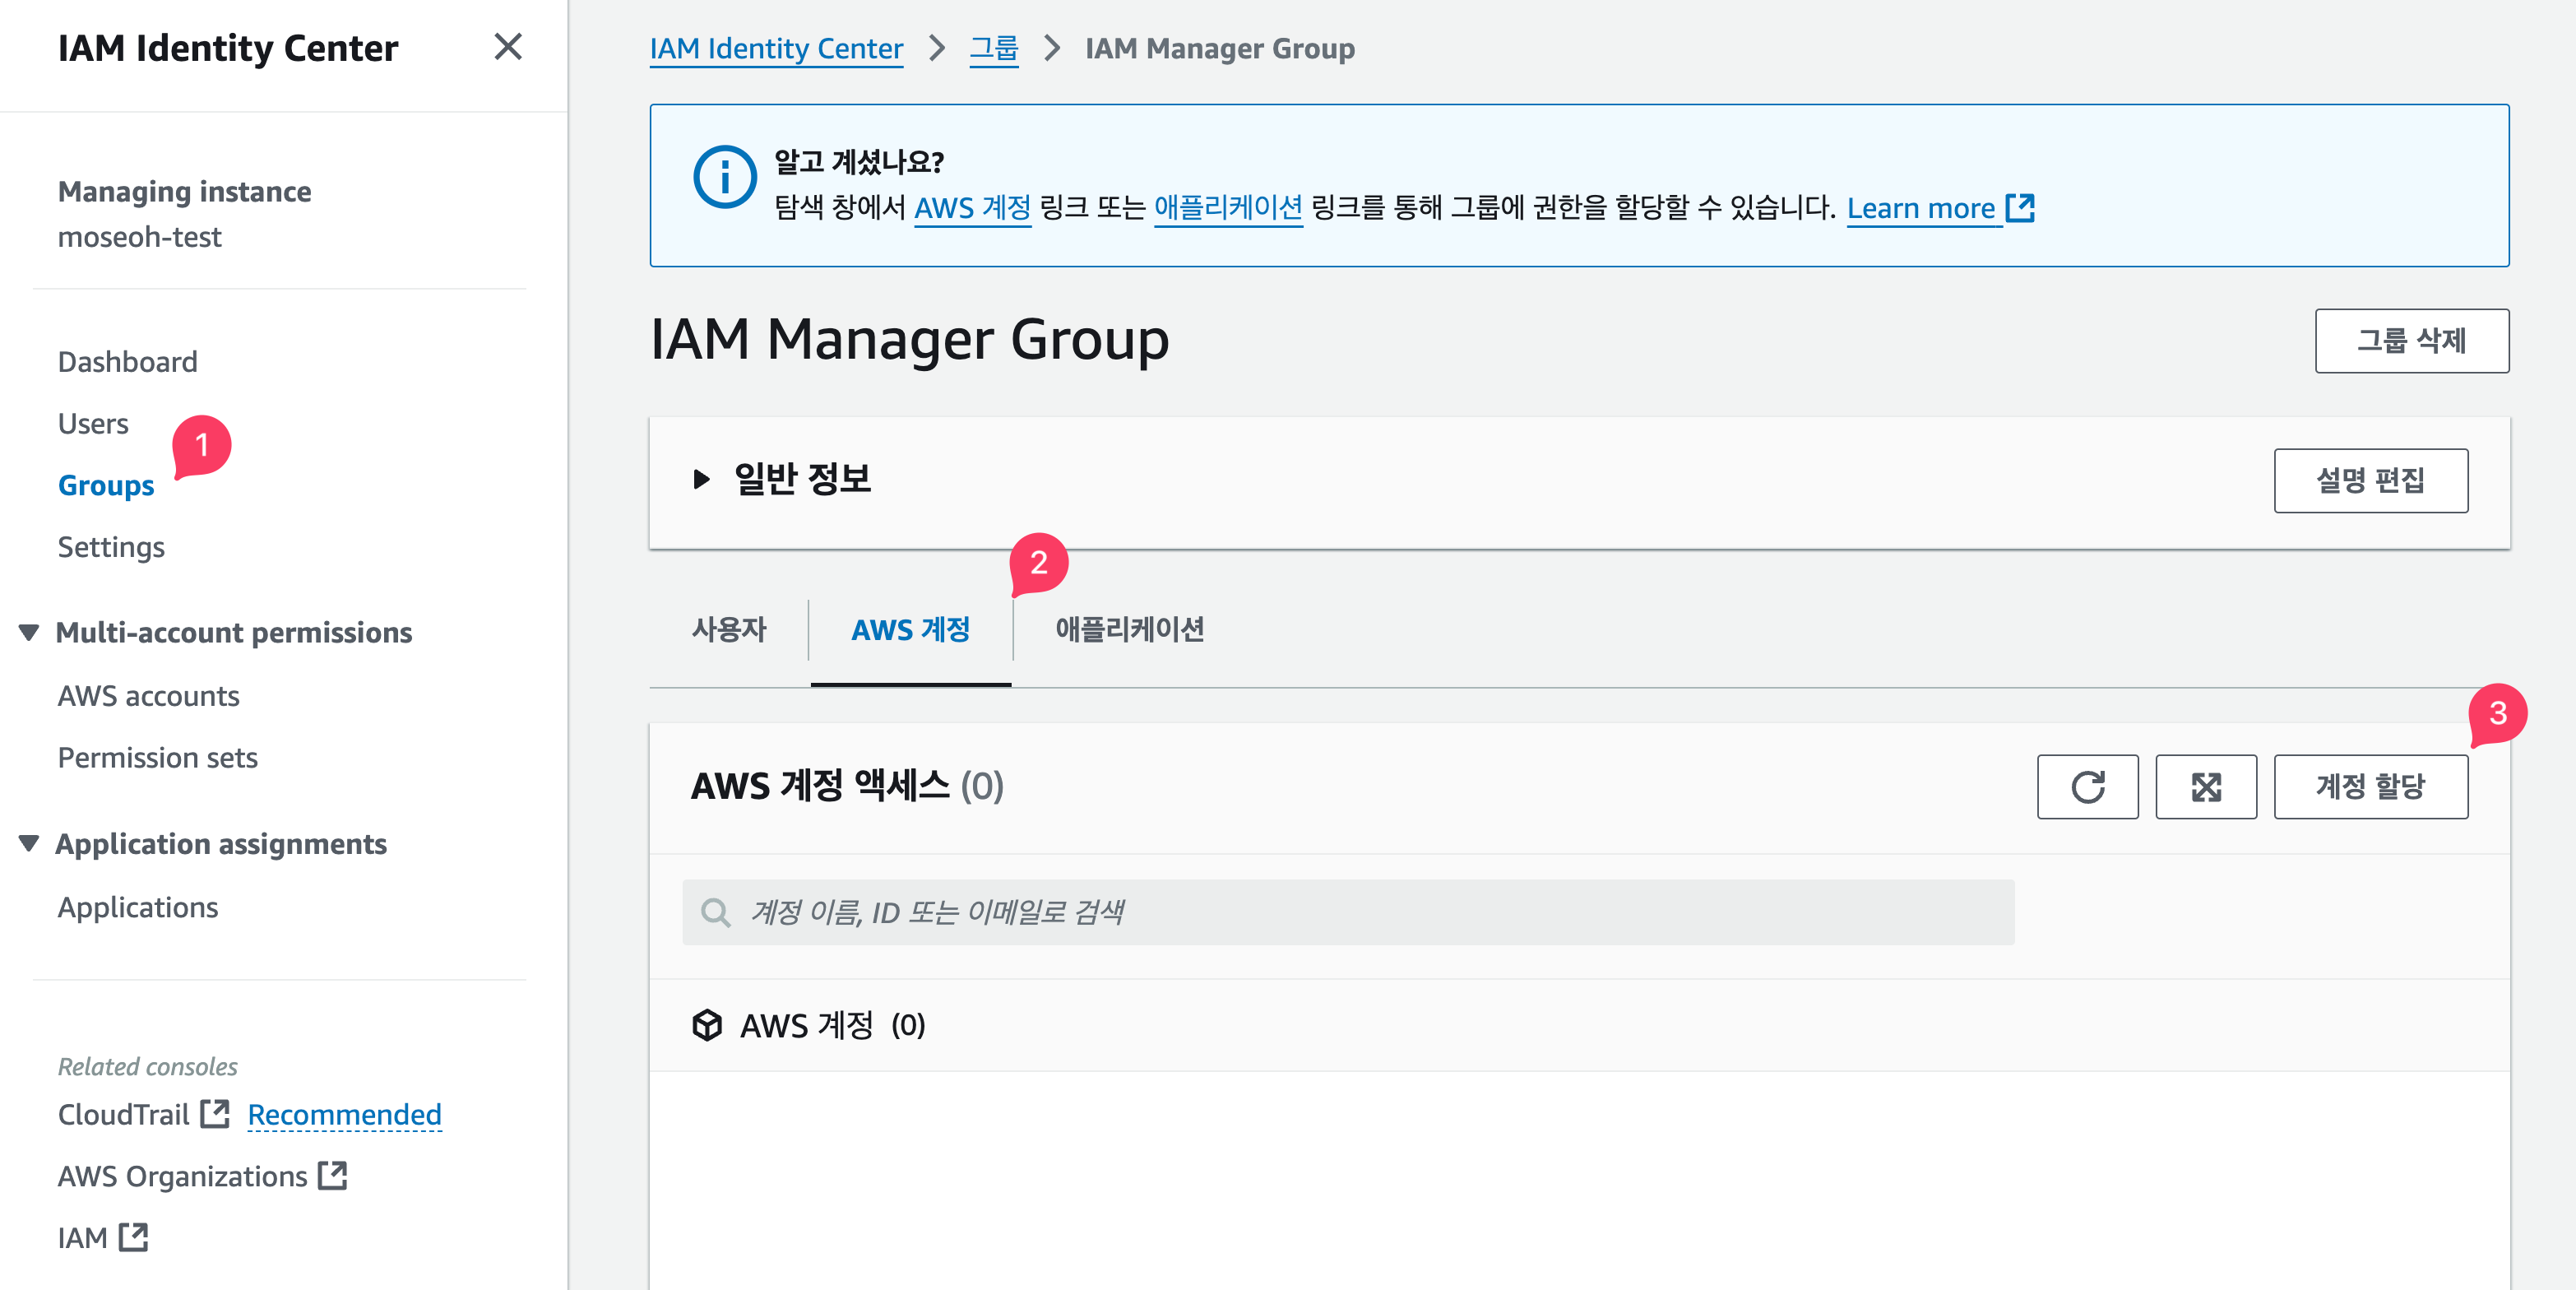 IAM Identity Center
Managing instance
moseoh-test
Dashboard
Users
1
Groups
Settings
Multi-account permissions
AWS accounts
Permission sets
Application assignments
Applications
Related consoles
CloudTrail Recommended
AWS Organizations
IAM
IAM Identity Center 그룹 IAM Manager Group
알고 계셨나요?
탐색 창에서 AWS 계정 링크 또는 애플리케이션 링크를 통해 그룹에 권한을 할당할 수 있습니다. Learn more
IAM Manager Group
그룹 삭제
일반 정보
설명 편집
2
사용자 AWS 계정 애플리케이션
3
AWS 계정 액세스 (0)
계정 할당
계정 이름, ID 또는 이메일로 검색
AWS 계정 (0)